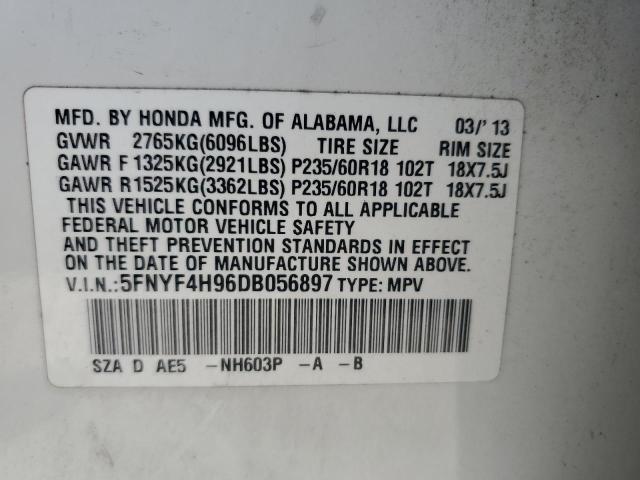 MFD. BY HONDA MFG. OF ALABAMA, LLC 03/'13
GVWR 2765KG(6096LBS) TIRE SIZE RIM SIZE
GAWR F 1325KG(2921LBS) P235/60R18 102T 18X7.5J
GAWR R 1525KG(3362LBS) P235/60R18 102T 18X7.5J
THIS VEHICLE CONFORMS TO ALL APPLICABLE
FEDERAL MOTOR VEHICLE SAFETY
AND THEFT PREVENTION STANDARDS IN EFFECT
ON THE DATE OF MANUFACTURE SHOWN ABOVE.
V.I.N.:5FNYF4H96DB056897 TYPE: MPV
SZA D AE5 -NH603P -A -B